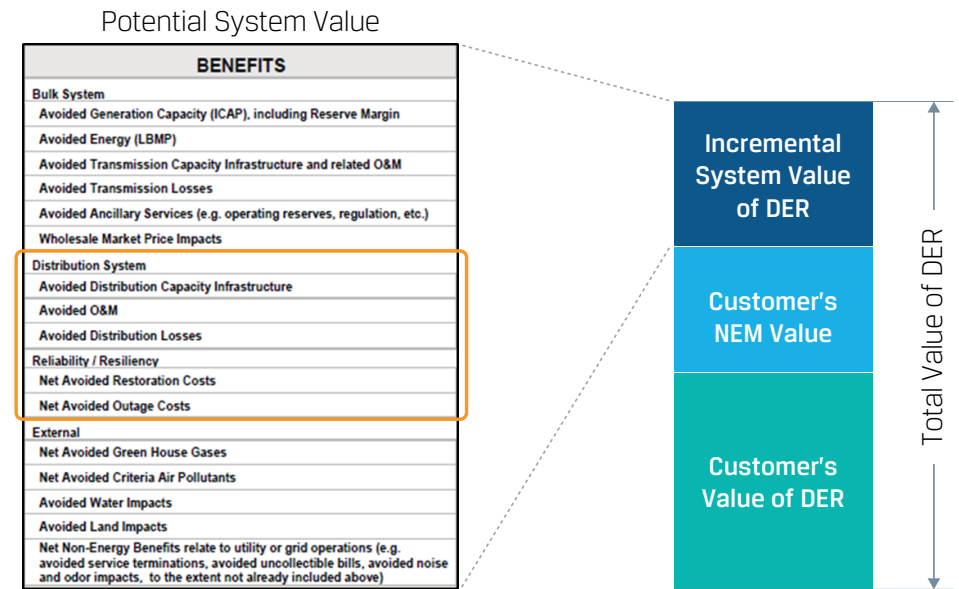 Potential System Value
BENEFITS
Bulk System
Avoided Generation Capacity (ICAP), including Reserve Margin
Avoided Energy (LBMP)
Avoided Transmission Capacity Infrastructure and related O&M
Avoided Transmission Losses
Avoided Ancillary Services (e.g. operating reserves, regulation, etc.)
Wholesale Market Price Impacts
Distribution System
Avoided Distribution Capacity Infrastructure
Avoided O&M
Avoided Distribution Losses
Reliability / Resiliency
Net Avoided Restoration Costs
Net Avoided Outage Costs
External
Net Avoided Green House Gases
Net Avoided Criteria Air Pollutants
Avoided Water Impacts
Avoided Land Impacts
Net Non-Energy Benefits relate to utility or grid operations (e.g.
avoided service terminations, avoided uncollectible bills, avoided noise
and odor impacts, to the extent not already included above)
Incremental
System Value
of DER
Customer's
NEM Value
Customer's
Value of DER
Total Value of DER